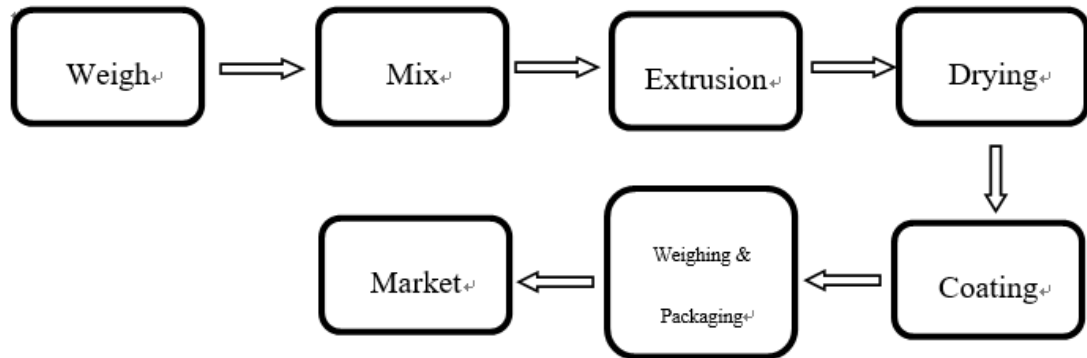 Weigh
Mix
Extrusion
Drying
Coating
Weighing &
Packaging
Market